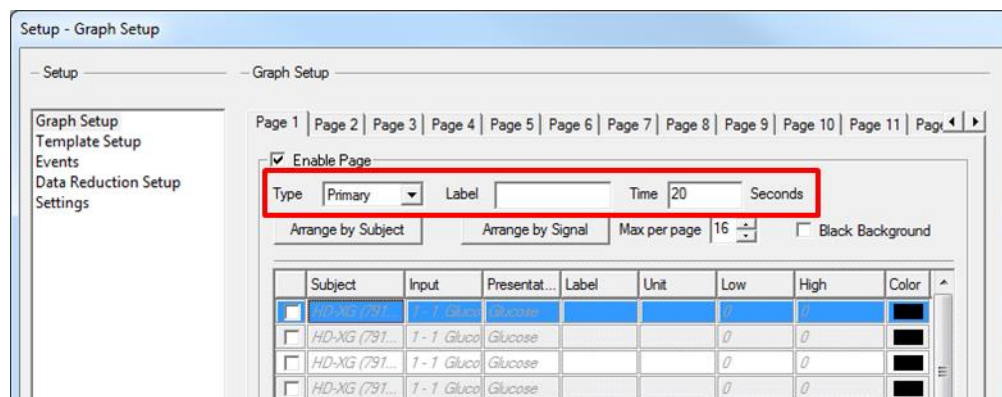 Setup - Graph Setup
Setup
Graph Setup
Graph Setup
Template Setup
Events
Data Reduction Setup
Settings
Page 1 Page 2 Page 3 Page 4 Page 5 Page 6 Page 7 Page 8 Page 9 Page 10 Page 11 Page
Enable Page
Type Primary Label Time 20 Seconds
Arrange by Subject Arrange by Signal Max per page 16 Black Background
Subject Input Presentat... Label Unit Low High Color
HD-XG (791... 1 - 1 Gluco Glucose 0 0
HD-XG (791... 1 - 1 Gluco Glucose 0 0
HD-XG (791... 1 - 1 Gluco Glucose 0 0
HD-XG (791... 1 - 1 Gluco Glucose 0 0